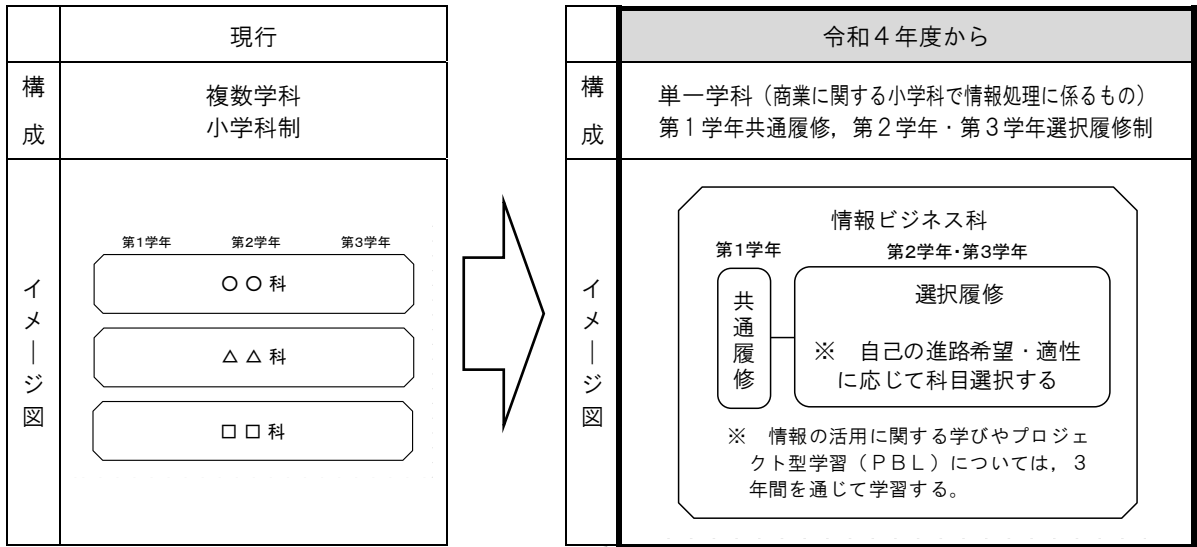 現行
構成
複数学科
小学科制
イメージ図
第1学年 第2学年 第3学年
○○科
△△科
□□科
令和４年度から
構成
単一学科（商業に関する小学科で情報処理に係るもの）
第１学年共通履修，第２学年・第３学年選択履修制
イメージ図
情報ビジネス科
第1学年 第2学年・第3学年
共通履修
選択履修
※　自己の進路希望・適性
に応じて科目選択する
※　情報の活用に関する学びやプロジェ
クト型学習（ＰＢＬ）については，３
年間を通じて学習する。